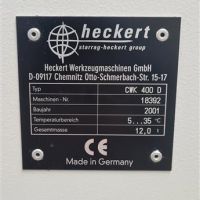 heckert
starrag-heckert group
Heckert Werkzeugmaschinen GmbH
D-09117 Chemnitz Otto-Schmerbach-Str. 15-17
Typ CWK 400 D
Maschinen-Nr. 18392
Baujahr 2001
Temperaturbereich 5...35 °C
Gesamtmasse 12,0 t
CE
Made in Germany